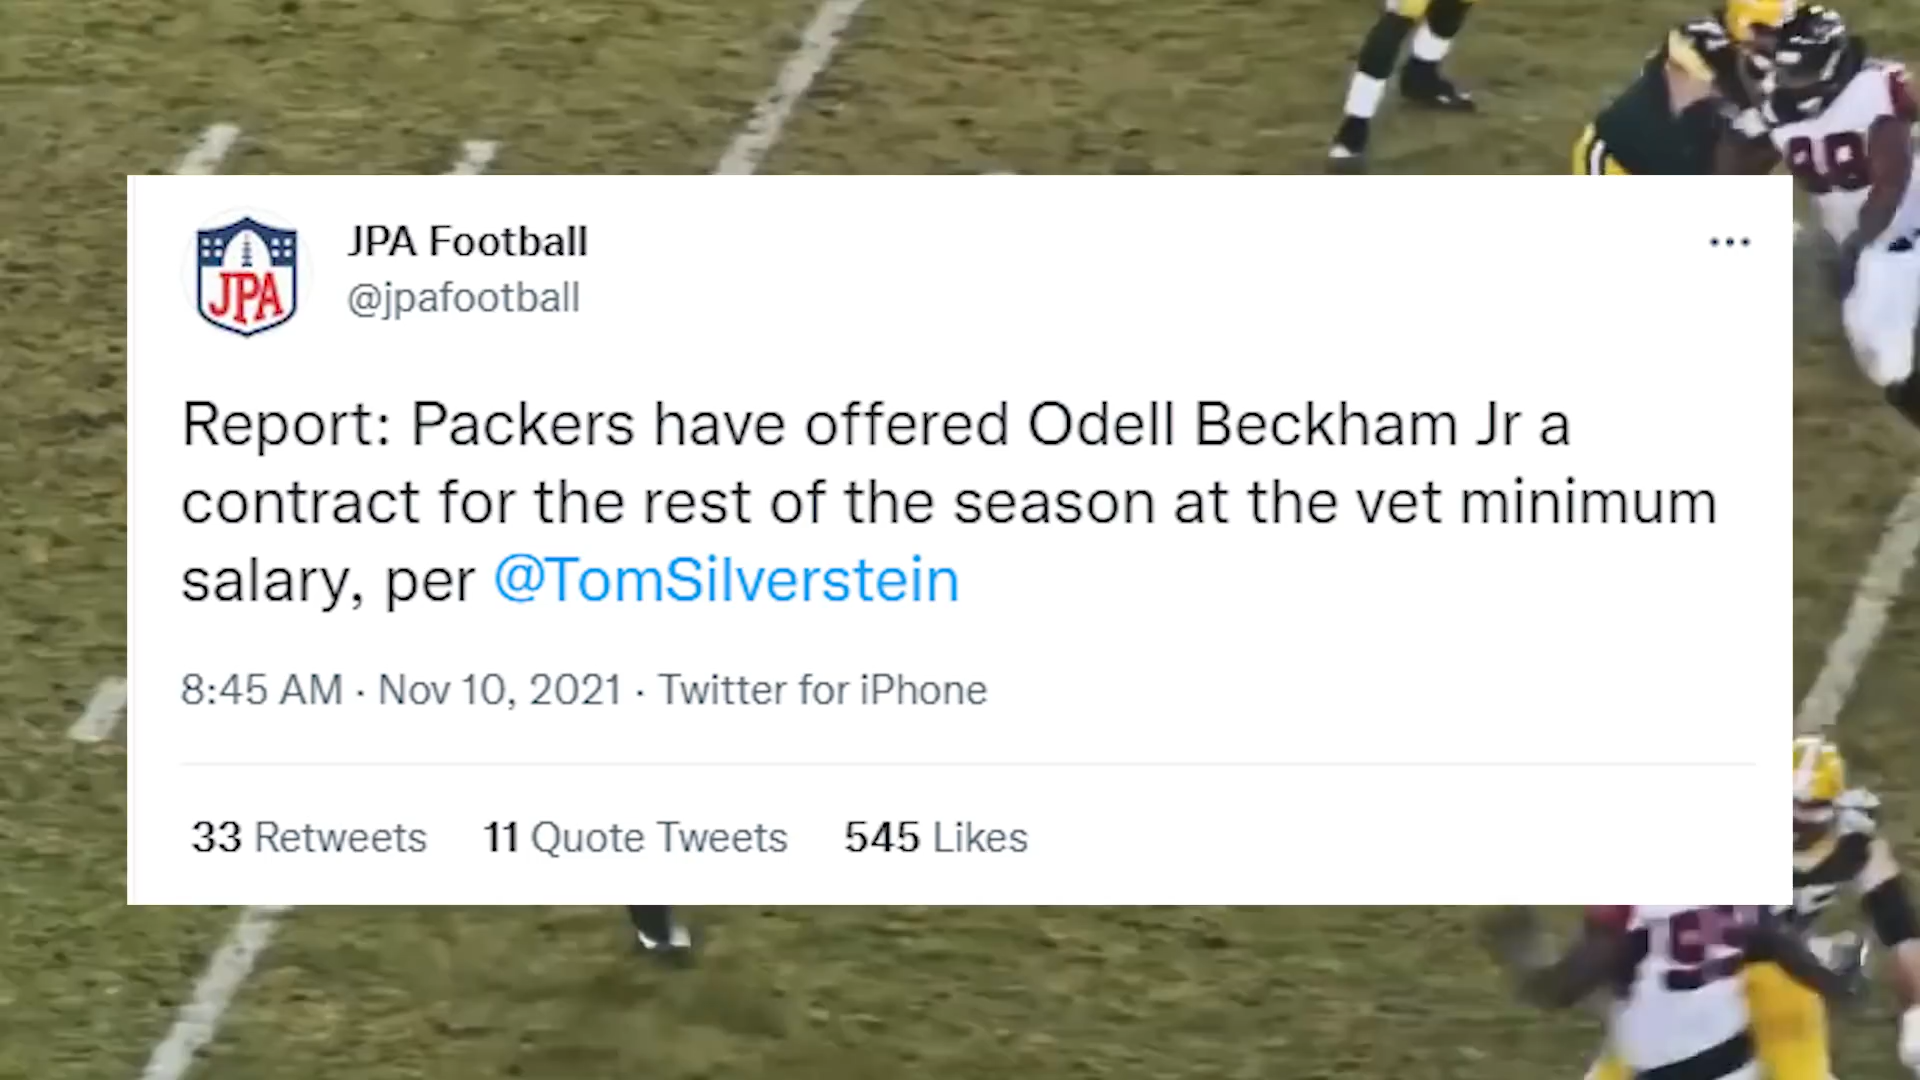 JPA
JPA Football
@jpafootball
Report: Packers have offered Odell Beckham Jr a
contract for the rest of the season at the vet minimum
salary, per @TomSilverstein
8:45 AM · Nov 10, 2021 · Twitter for iPhone
33 Retweets 11 Quote Tweets 545 Likes
98
95